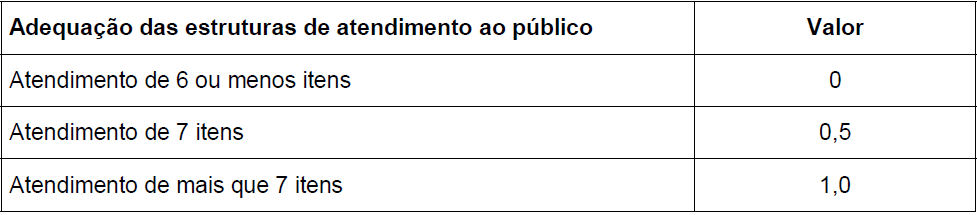 Adequação das estruturas de atendimento ao público Valor
Atendimento de 6 ou menos itens 0
Atendimento de 7 itens 0,5
Atendimento de mais que 7 itens 1,0